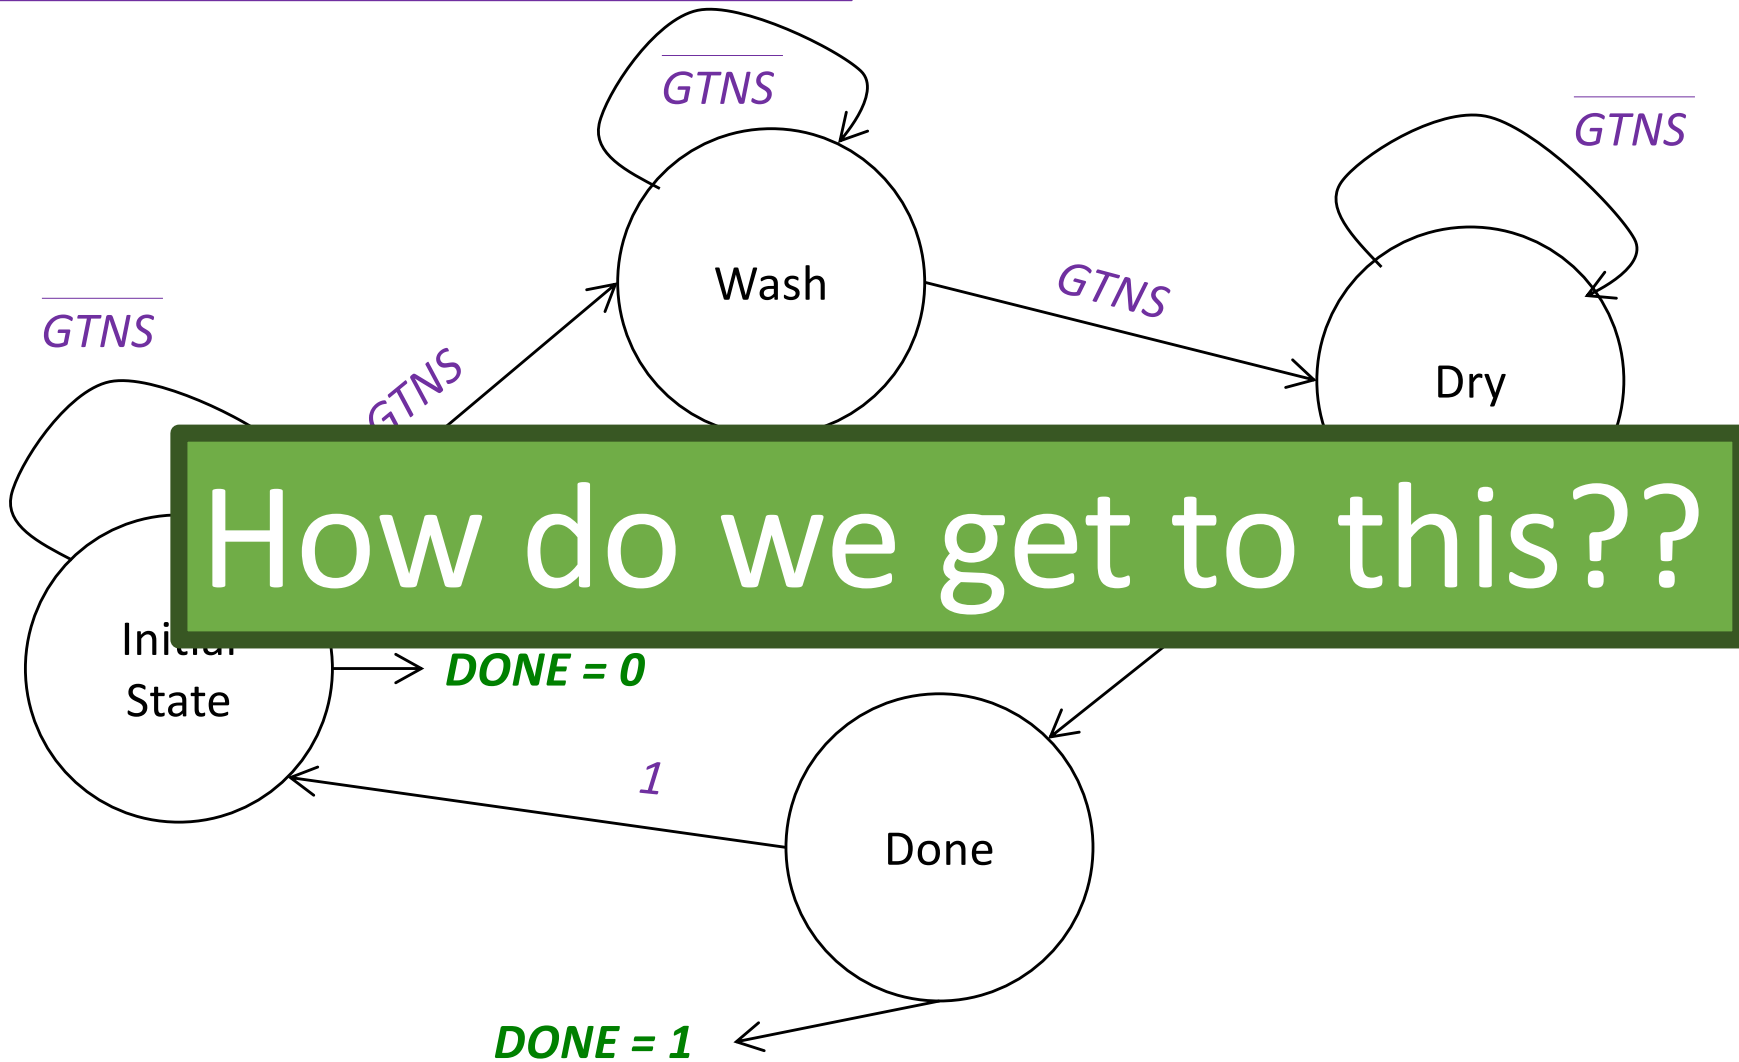 GTNS
GTNS
Wash
GTNS
GTNS
GTNS
Dry
How do we get to this??
Initial
State
DONE = 0
1
Done
DONE = 1